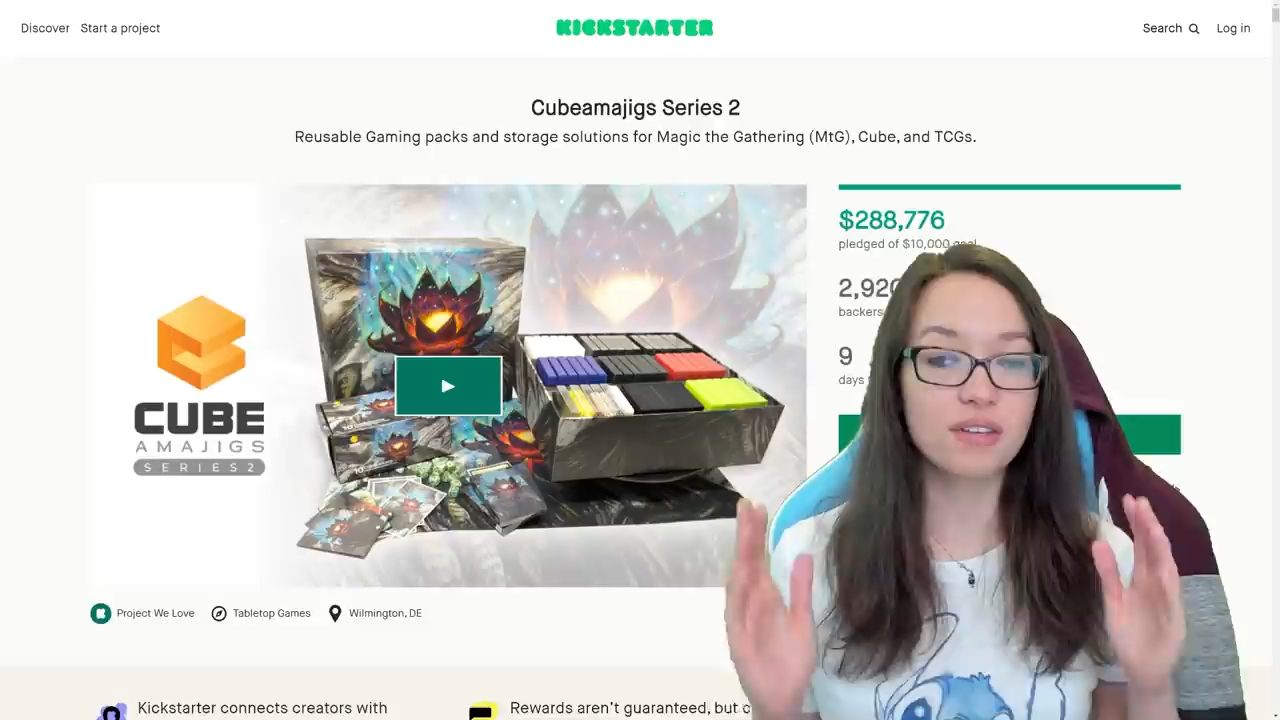 Discover
Start a project
KICKSTARTER
Search
Log in
Cubeamajigs Series 2
Reusable Gaming packs and storage solutions for Magic the Gathering (MtG), Cube, and TCGs.
CUBE
AMAJIGS
SERIES 2
$288,776
pledged of $10,000 goal
2,920
backers
9
days
Project We Love
Tabletop Games
Wilmington, DE
Kickstarter connects creators with
Rewards aren't guaranteed, but